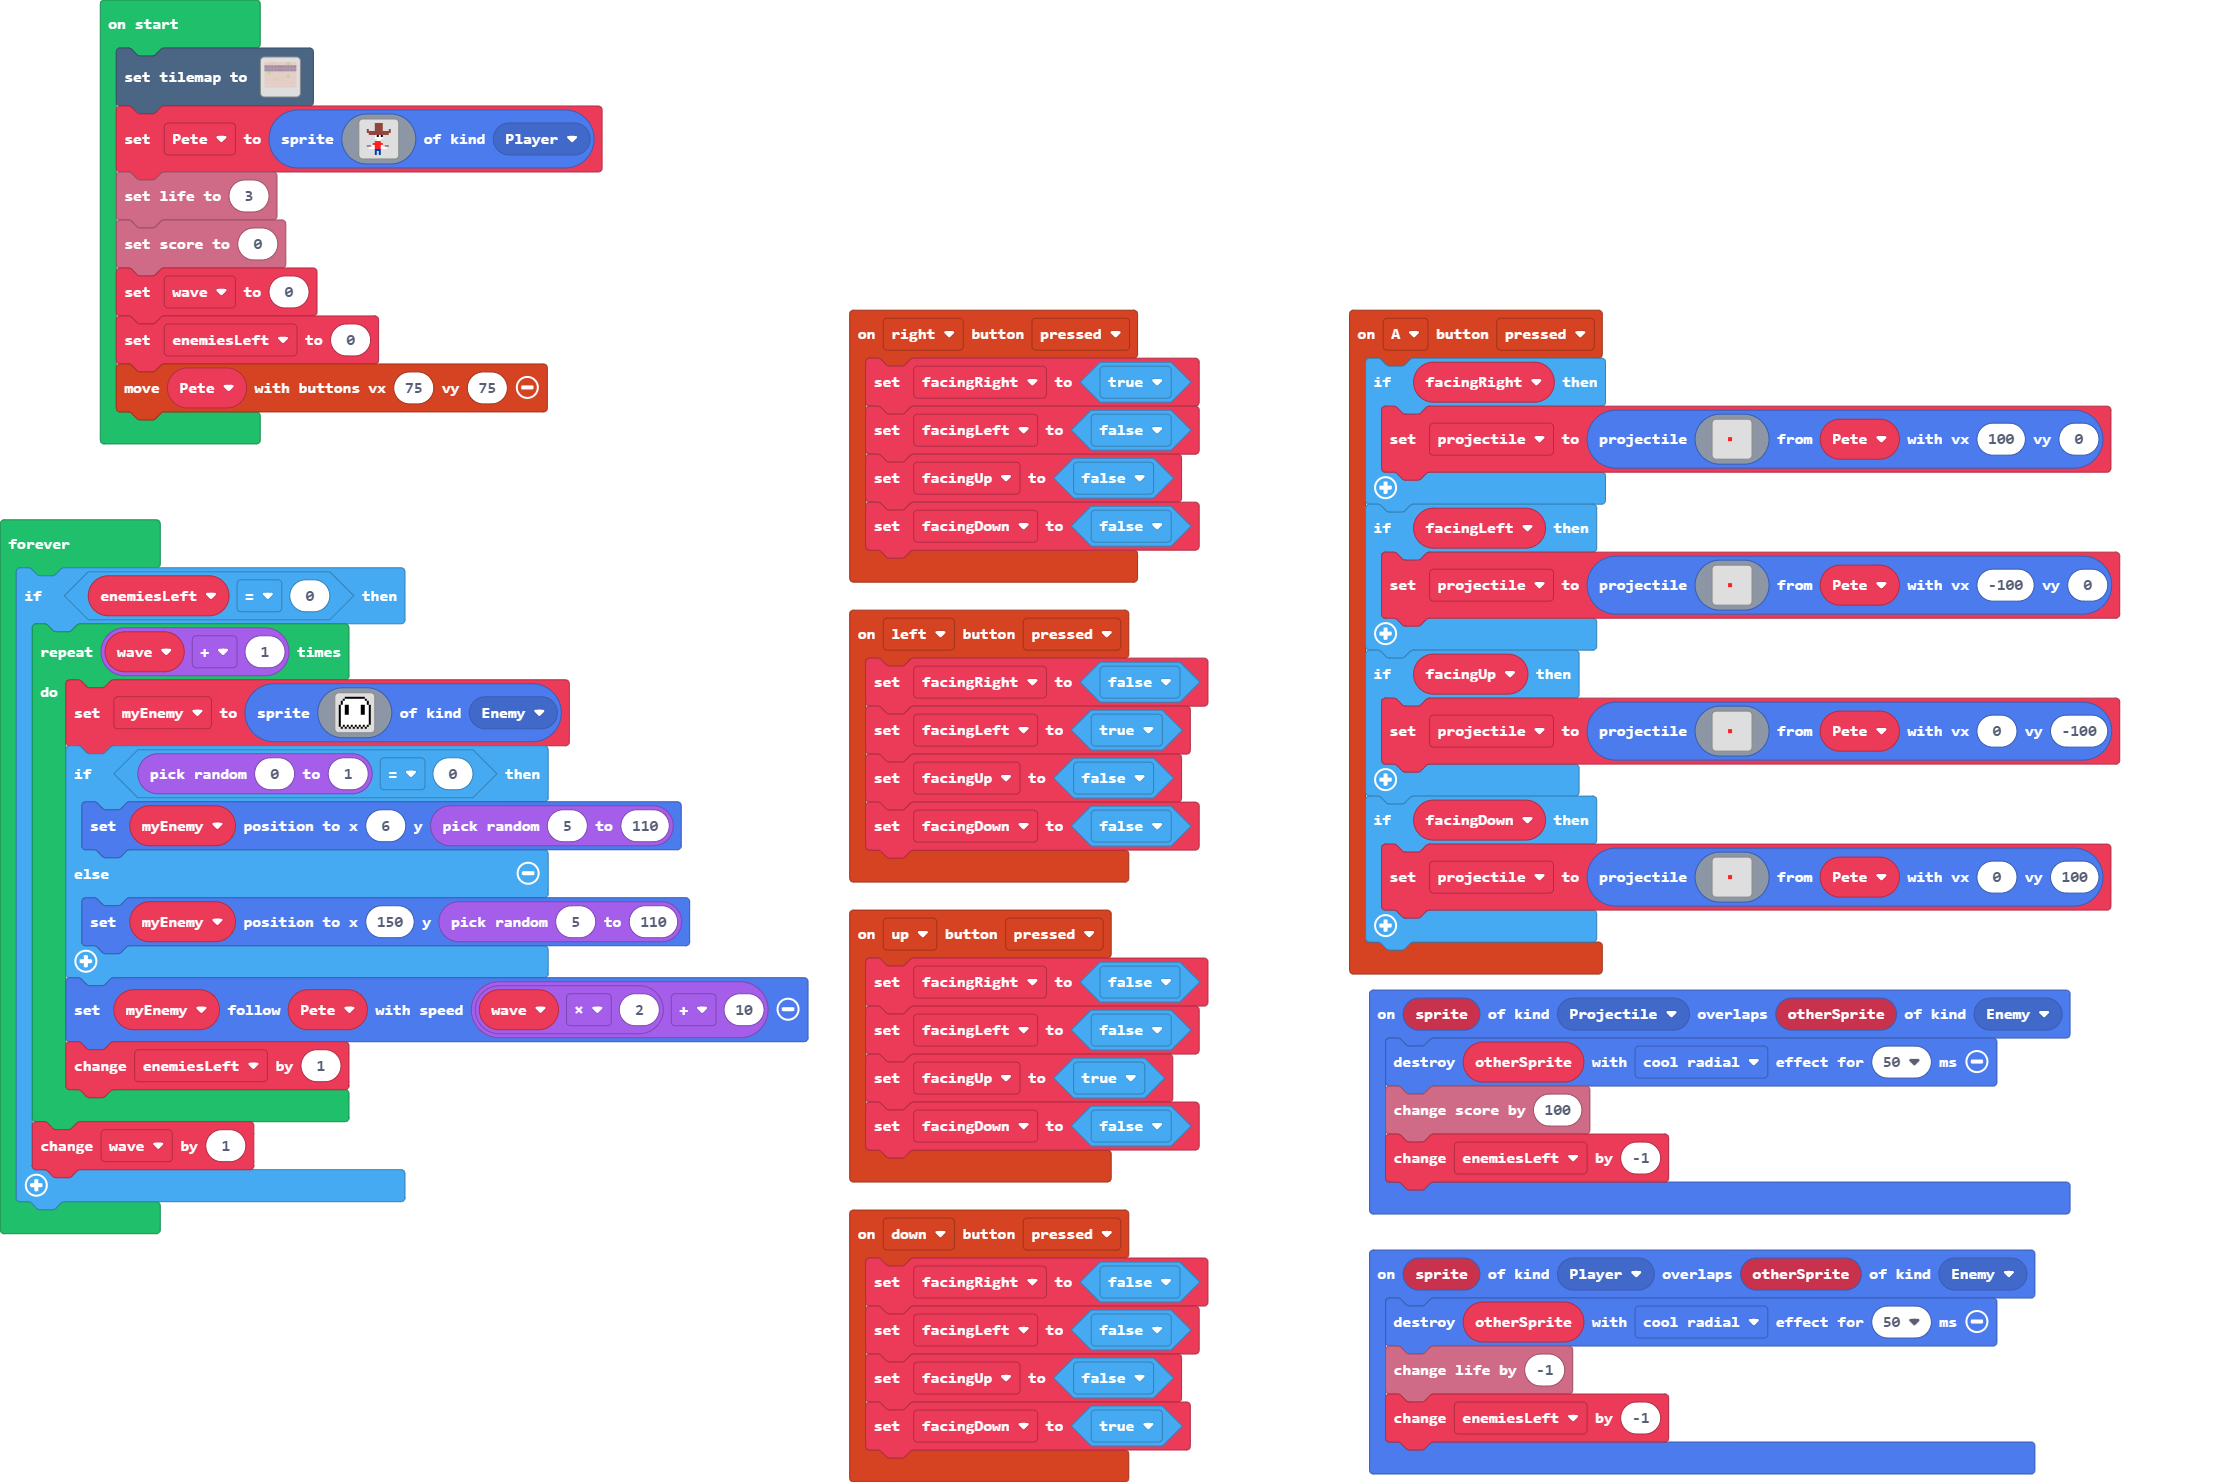 on start
set tilemap to
set Pete to sprite of kind Player
set life to 3
set score to 0
set wave to 0
set enemiesLeft to 0
move Pete with buttons vx 75 vy 75
forever
if enemiesLeft = 0 then
repeat wave + 1 times
do
set myEnemy to sprite of kind Enemy
if pick random 0 to 1 = 0 then
set myEnemy position to x 6 y pick random 5 to 110
else
set myEnemy position to x 150 y pick random 5 to 110
set myEnemy follow Pete with speed wave × 2 + 10
change enemiesLeft by 1
change wave by 1
on right button pressed
set facingRight to true
set facingLeft to false
set facingUp to false
set facingDown to false
on left button pressed
set facingRight to false
set facingLeft to true
set facingUp to false
set facingDown to false
on up button pressed
set facingRight to false
set facingLeft to false
set facingUp to true
set facingDown to false
on down button pressed
set facingRight to false
set facingLeft to false
set facingUp to false
set facingDown to true
on A button pressed
if facingRight then
set projectile to projectile from Pete with vx 100 vy 0
if facingLeft then
set projectile to projectile from Pete with vx -100 vy 0
if facingUp then
set projectile to projectile from Pete with vx 0 vy -100
if facingDown then
set projectile to projectile from Pete with vx 0 vy 100
on sprite of kind Projectile overlaps otherSprite of kind Enemy
destroy otherSprite with cool radial effect for 50 ms
change score by 100
change enemiesLeft by -1
on sprite of kind Player overlaps otherSprite of kind Enemy
destroy otherSprite with cool radial effect for 50 ms
change life by -1
change enemiesLeft by -1